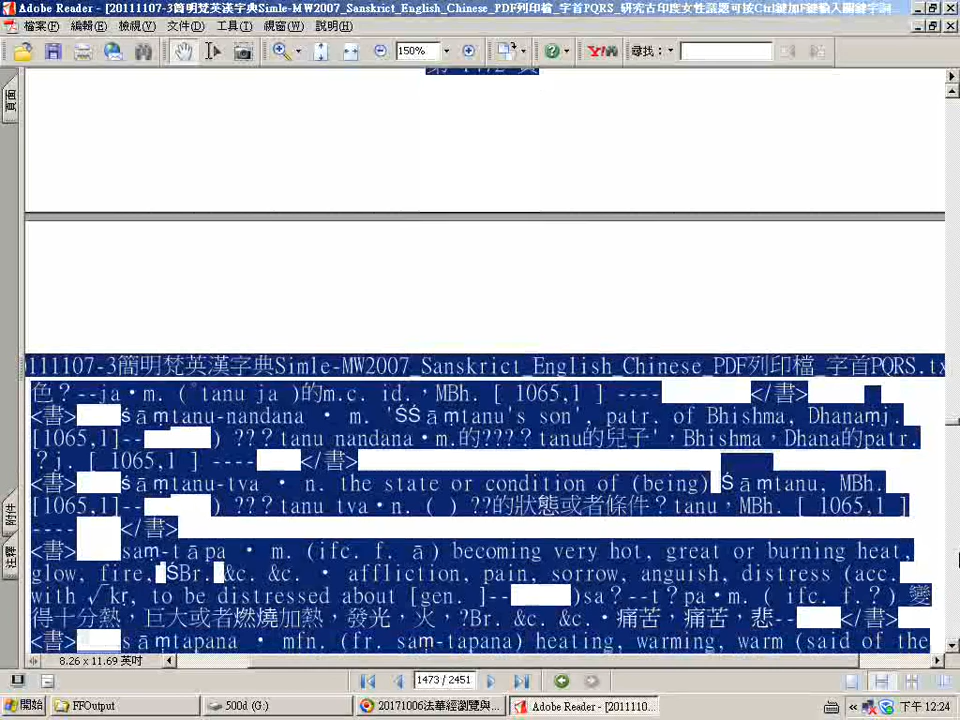 Adobe Reader - [20111107-3簡明梵英漢字典Simle-MW2007_Sanskrict_English_Chinese_PDF列印檔_字首PQRS_研究古印度女性議題可按Ctrl鍵加F鍵輸入關鍵字詞
檔案(F) 編輯(E) 檢視(V) 文件(D) 工具(T) 視窗(W) 說明(H)
150% 尋找：
頁面
111107-3簡明梵英漢字典Simle-MW2007_Sanskrict_English_Chinese_PDF列印檔_字首PQRS.tx
色？--ja‧m. ( tanu ja )的m.c. id.，MBh. [ 1065,1 ] ---- </書>
<書> śāṃtanu-nandana ‧ m. 'ŚŚāṃtanu's son', patr. of Bhishma, Dhanaṃj.
[1065,1]-- ) ??？tanu nandana‧m.的???？tanu的兒子'，Bhishma，Dhana的patr.
？j. [ 1065,1 ] ---- </書>
<書> śāṃtanu-tva ‧ n. the state or condition of (being) Śāṃtanu, MBh.
[1065,1]-- ) ??？tanu tva‧n. ( ) ??的狀態或者條件？tanu，MBh. [ 1065,1 ]
---- </書>
<書> saṃ-tāpa ‧ m. (ifc. f. ā) becoming very hot, great or burning heat,
glow, fire, ŚBr. &c. &c. ‧ affliction, pain, sorrow, anguish, distress (acc.
with √kṛ, to be distressed about [gen. ]-- )sa？--t？pa‧m. ( ifc. f.？) 變
得十分熱，巨大或者燃燒加熱，發光，火，?Br. &c. &c.‧痛苦，痛苦，悲-- </書>
<書> sāṃtapana ‧ mfn. (fr. saṃ-tapana) heating, warming, warm (said of the
附件
注釋
8.26 x 11.69 英吋
1473 / 2451
開始 FFOutput 500d (G:) 20171006法華經瀏覽與... Adobe Reader - [2011110... 下午 12:24